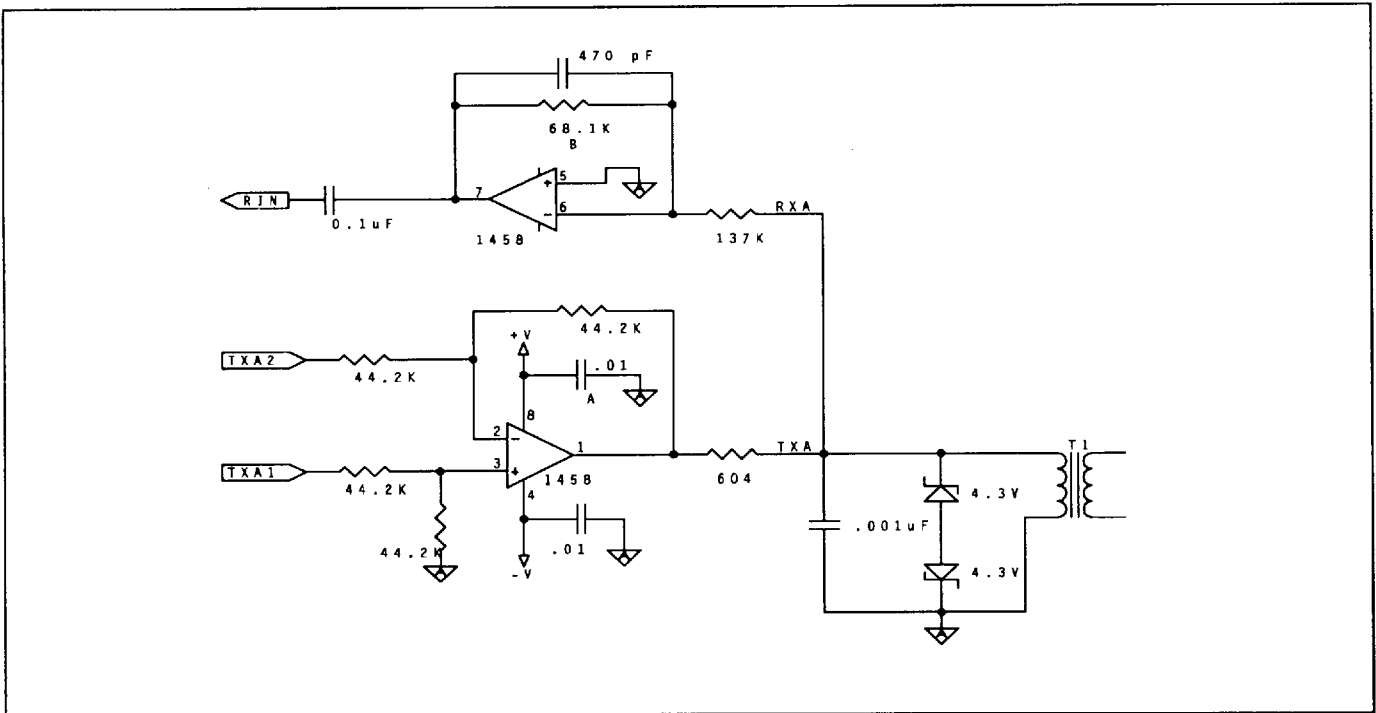 470 pF
68.1K
B
5
7
RIN
6
RXA
0.1uF
1458
137K
44.2K
+V
TXA2
.01
44.2K
A
8
2
1
TXA
T1
TXA1
3
1458
604
4.3V
44.2K
4
.001uF
44.2K
.01
-V
4.3V